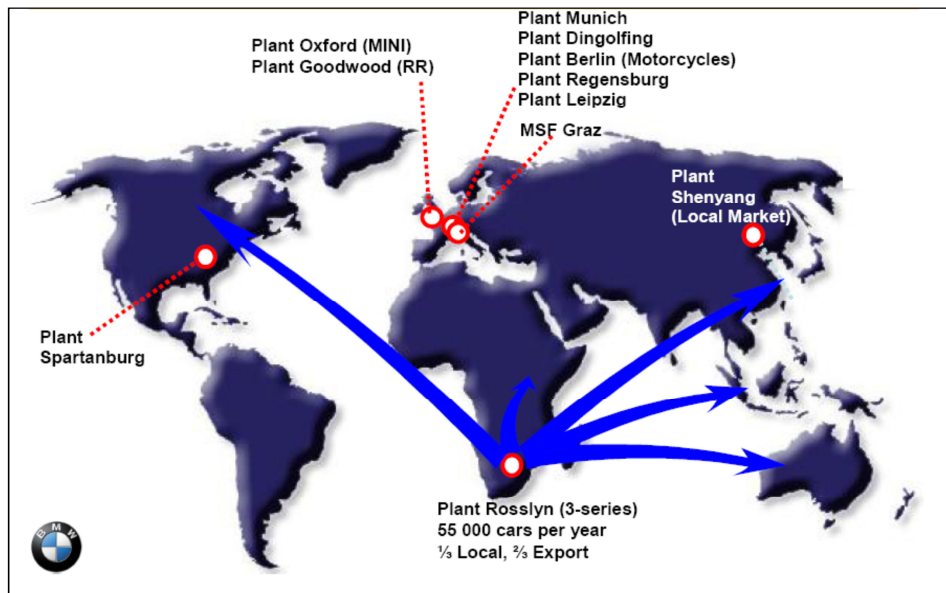 Plant Munich
Plant Dingolfing
Plant Berlin (Motorcycles)
Plant Regensburg
Plant Leipzig
Plant Oxford (MINI)
Plant Goodwood (RR)
MSF Graz
Plant
Shenyang
(Local Market)
Plant
Spartanburg
Plant Rosslyn (3-series)
55 000 cars per year
⅓ Local, ⅔ Export
BMW